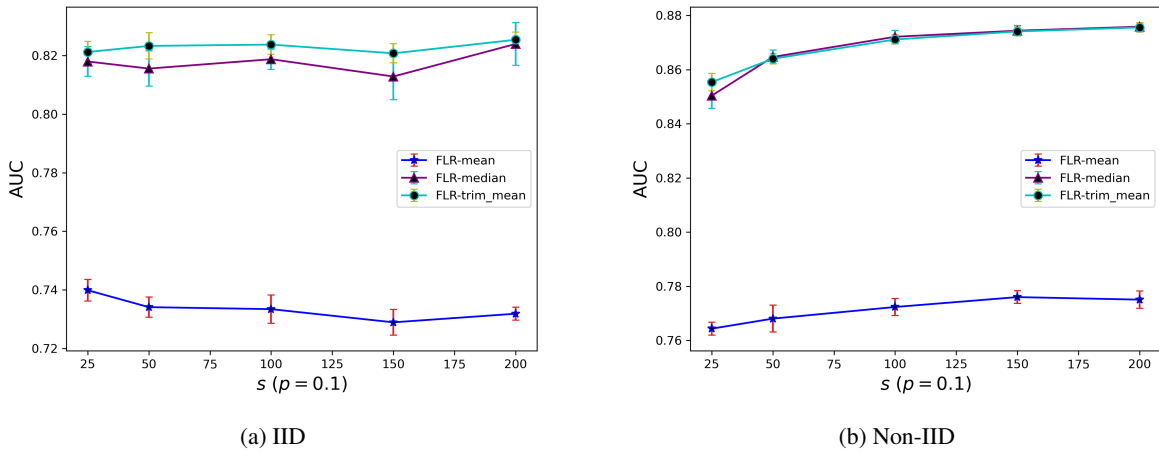 0.82
0.80
0.78
0.76
0.74
0.72
AUC
FLR-mean
FLR-median
FLR-trim_mean
25 50 75 100 125 150 175 200
s (p = 0.1)
(a) IID
0.88
0.86
0.84
0.82
0.80
0.78
0.76
AUC
FLR-mean
FLR-median
FLR-trim_mean
25 50 75 100 125 150 175 200
s (p = 0.1)
(b) Non-IID